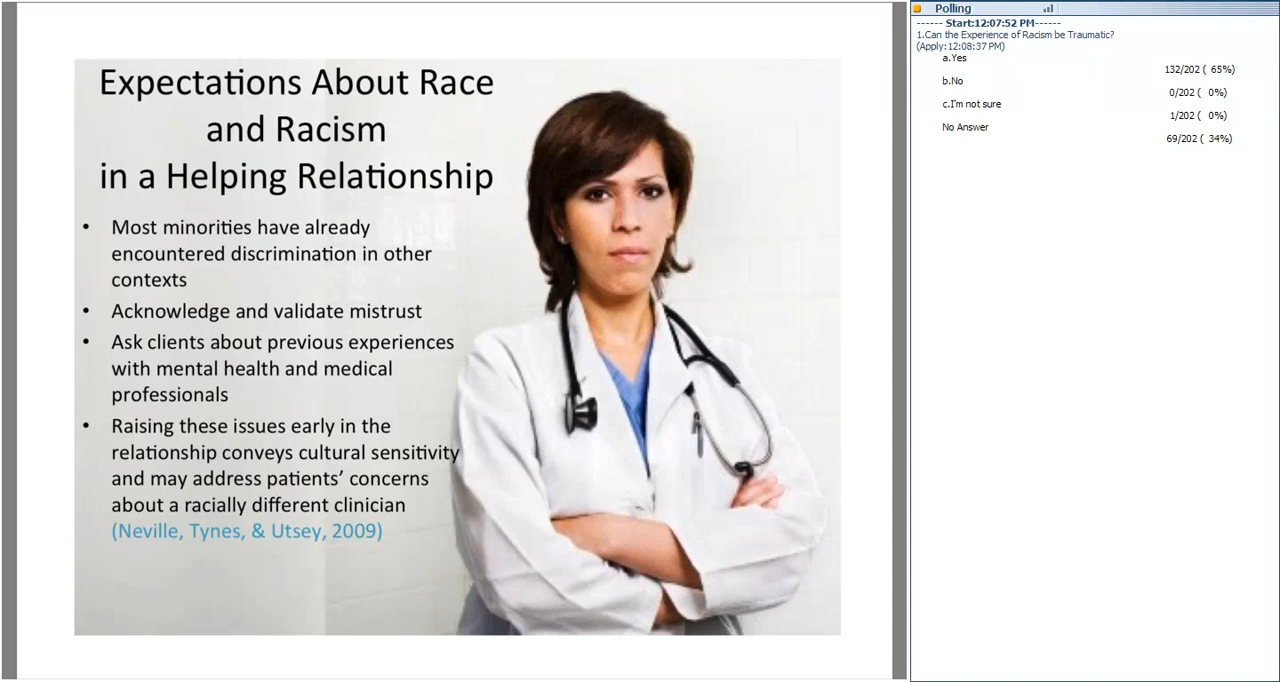 Expectations About Race
and Racism
in a Helping Relationship
• Most minorities have already
encountered discrimination in other
contexts
• Acknowledge and validate mistrust
• Ask clients about previous experiences
with mental health and medical
professionals
• Raising these issues early in the
relationship conveys cultural sensitivity
and may address patients’ concerns
about a racially different clinician
(Neville, Tynes, & Utsey, 2009)
Polling
------ Start:12:07:52 PM------
1.Can the Experience of Racism be Traumatic?
(Apply:12:08:37 PM)
a.Yes
132/202 ( 65%)
b.No
0/202 ( 0%)
c.I'm not sure
1/202 ( 0%)
No Answer
69/202 ( 34%)